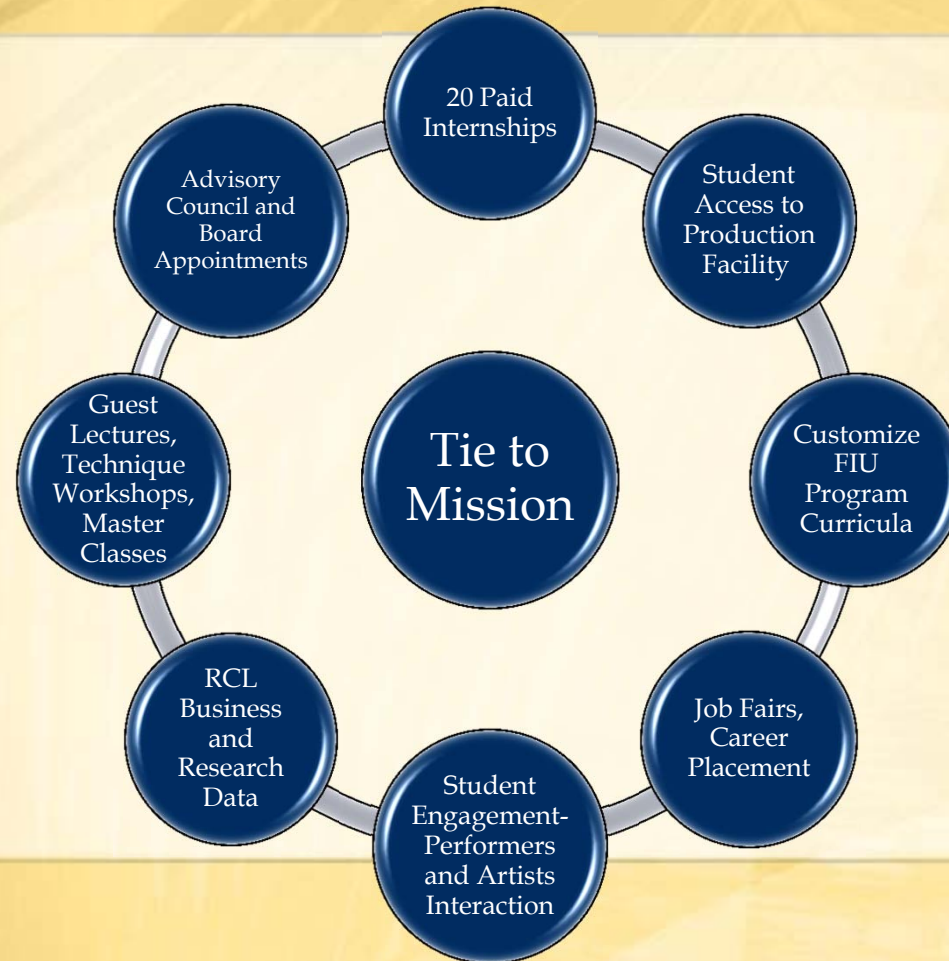 20 Paid
Internships
Student
Access to
Production
Facility
Customize
FIU
Program
Curricula
Job Fairs,
Career
Placement
Student
Engagement-
Performers
and Artists
Interaction
RCL
Business
and
Research
Data
Guest
Lectures,
Technique
Workshops,
Master
Classes
Advisory
Council and
Board
Appointments
Tie to
Mission